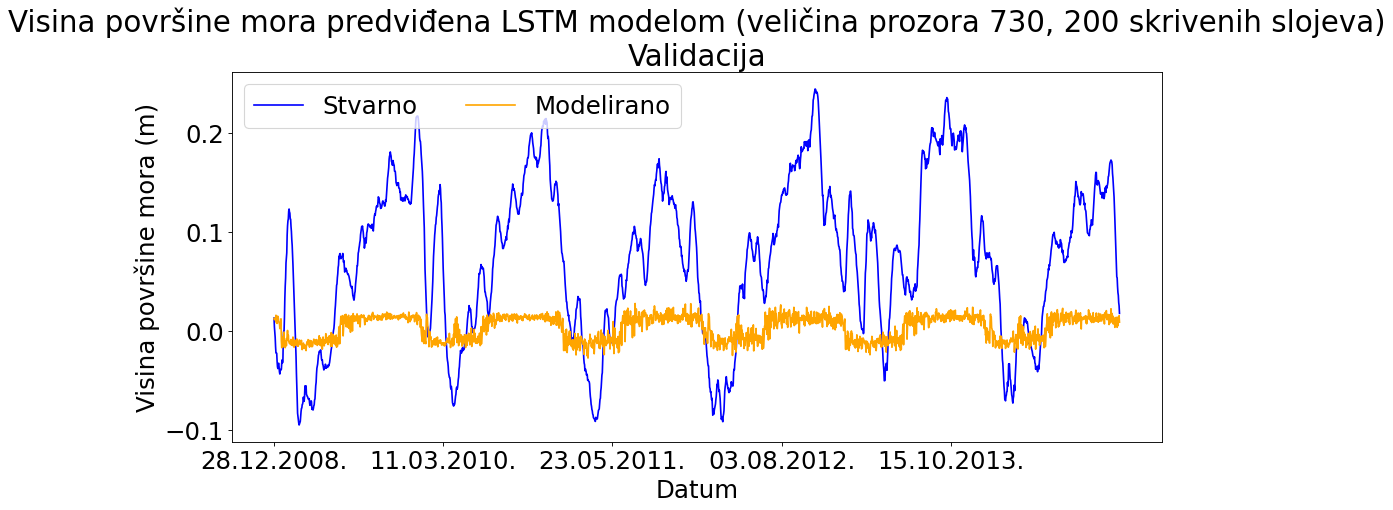 Visina površine mora predviđena LSTM modelom (veličina prozora 730, 200 skrivenih slojeva)
Validacija
Stvarno
Modelirano
Visina površine mora (m)
0.2
0.1
0.0
−0.1
28.12.2008.
11.03.2010.
23.05.2011.
03.08.2012.
15.10.2013.
Datum